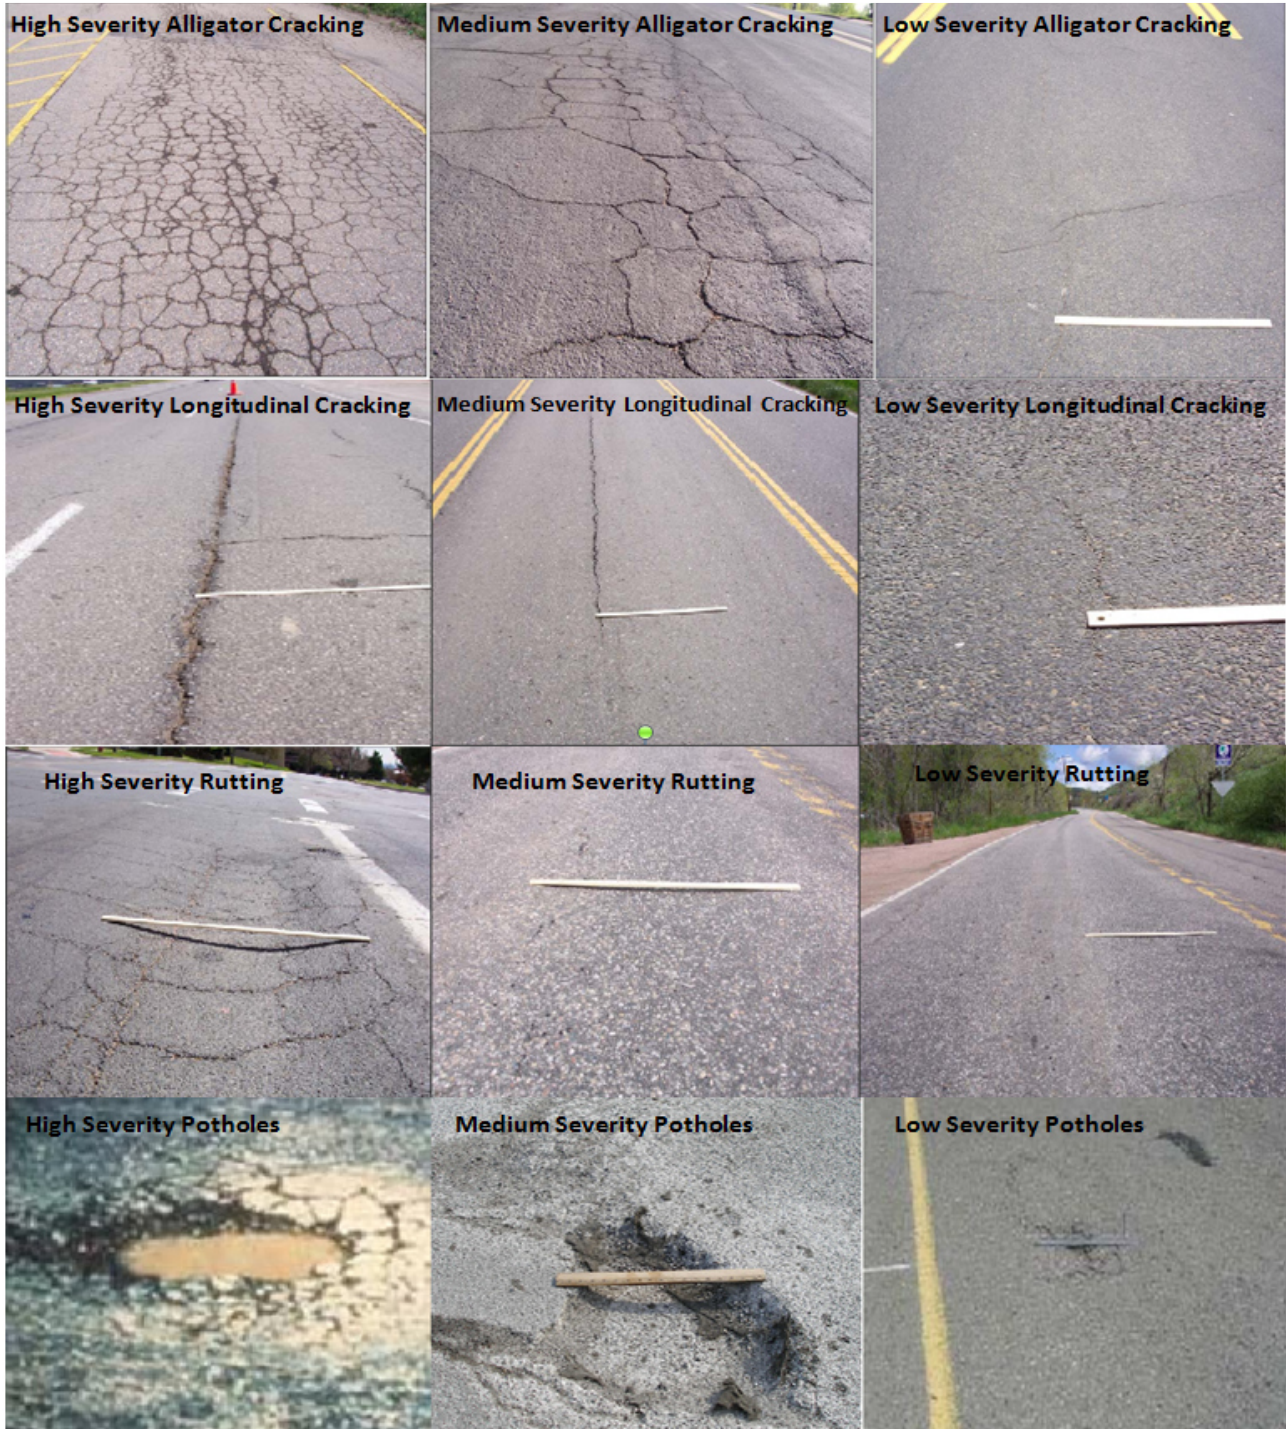 High Severity Alligator Cracking
Medium Severity Alligator Cracking
Low Severity Alligator Cracking
High Severity Longitudinal Cracking
Medium Severity Longitudinal Cracking
Low Severity Longitudinal Cracking
High Severity Rutting
Medium Severity Rutting
Low Severity Rutting
High Severity Potholes
Medium Severity Potholes
Low Severity Potholes